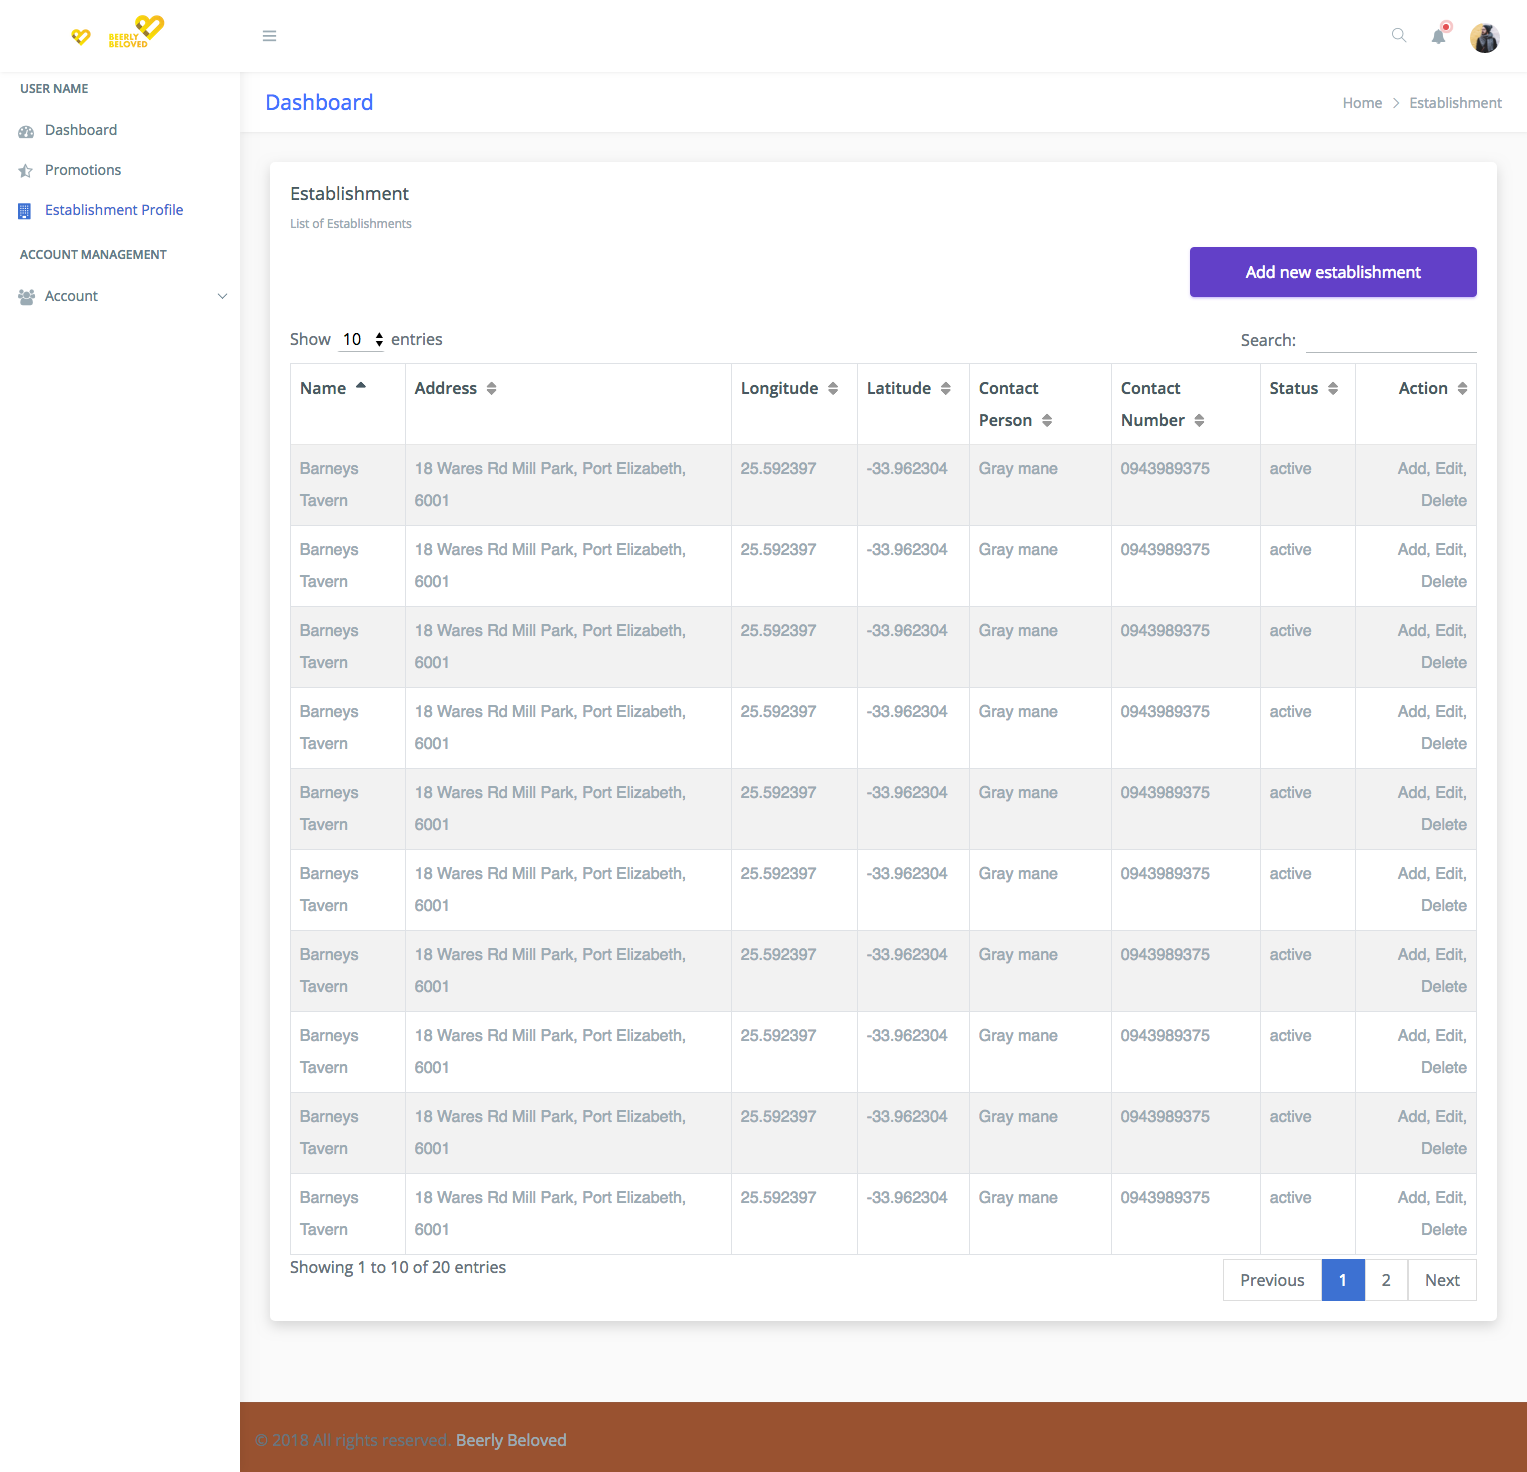 BEERLY
BELOVED
USER NAME
Dashboard
Promotions
Establishment Profile
ACCOUNT MANAGEMENT
Account
Dashboard
Home > Establishment
Establishment
List of Establishments
Add new establishment
Show 10 entries
Search:
Name Address Longitude Latitude Contact Person Contact Number Status Action
Barneys Tavern 18 Wares Rd Mill Park, Port Elizabeth, 6001 25.592397 -33.962304 Gray mane 0943989375 active Add, Edit, Delete
Barneys Tavern 18 Wares Rd Mill Park, Port Elizabeth, 6001 25.592397 -33.962304 Gray mane 0943989375 active Add, Edit, Delete
Barneys Tavern 18 Wares Rd Mill Park, Port Elizabeth, 6001 25.592397 -33.962304 Gray mane 0943989375 active Add, Edit, Delete
Barneys Tavern 18 Wares Rd Mill Park, Port Elizabeth, 6001 25.592397 -33.962304 Gray mane 0943989375 active Add, Edit, Delete
Barneys Tavern 18 Wares Rd Mill Park, Port Elizabeth, 6001 25.592397 -33.962304 Gray mane 0943989375 active Add, Edit, Delete
Barneys Tavern 18 Wares Rd Mill Park, Port Elizabeth, 6001 25.592397 -33.962304 Gray mane 0943989375 active Add, Edit, Delete
Barneys Tavern 18 Wares Rd Mill Park, Port Elizabeth, 6001 25.592397 -33.962304 Gray mane 0943989375 active Add, Edit, Delete
Barneys Tavern 18 Wares Rd Mill Park, Port Elizabeth, 6001 25.592397 -33.962304 Gray mane 0943989375 active Add, Edit, Delete
Barneys Tavern 18 Wares Rd Mill Park, Port Elizabeth, 6001 25.592397 -33.962304 Gray mane 0943989375 active Add, Edit, Delete
Barneys Tavern 18 Wares Rd Mill Park, Port Elizabeth, 6001 25.592397 -33.962304 Gray mane 0943989375 active Add, Edit, Delete
Showing 1 to 10 of 20 entries
Previous 1 2 Next
© 2018 All rights reserved. Beerly Beloved